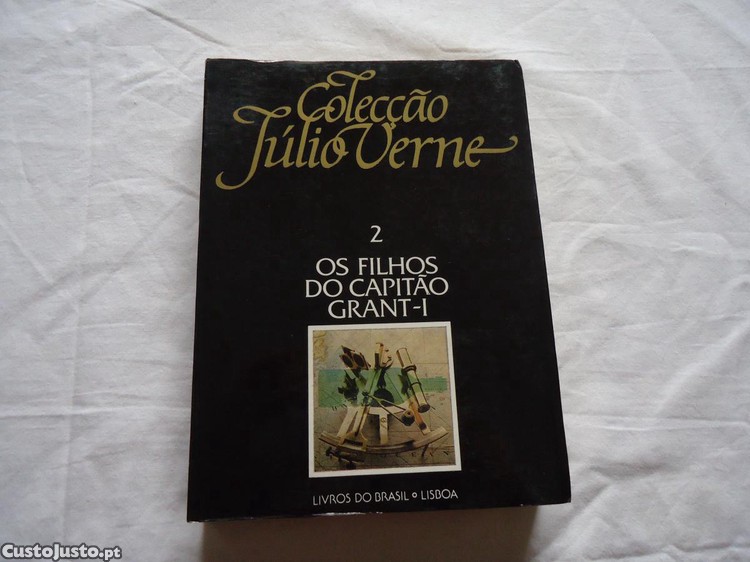 Colecção
Júlio Verne
2
OS FILHOS
DO CAPITÃO
GRANT-I
LIVROS DO BRASIL • LISBOA
CustoJusto.pt